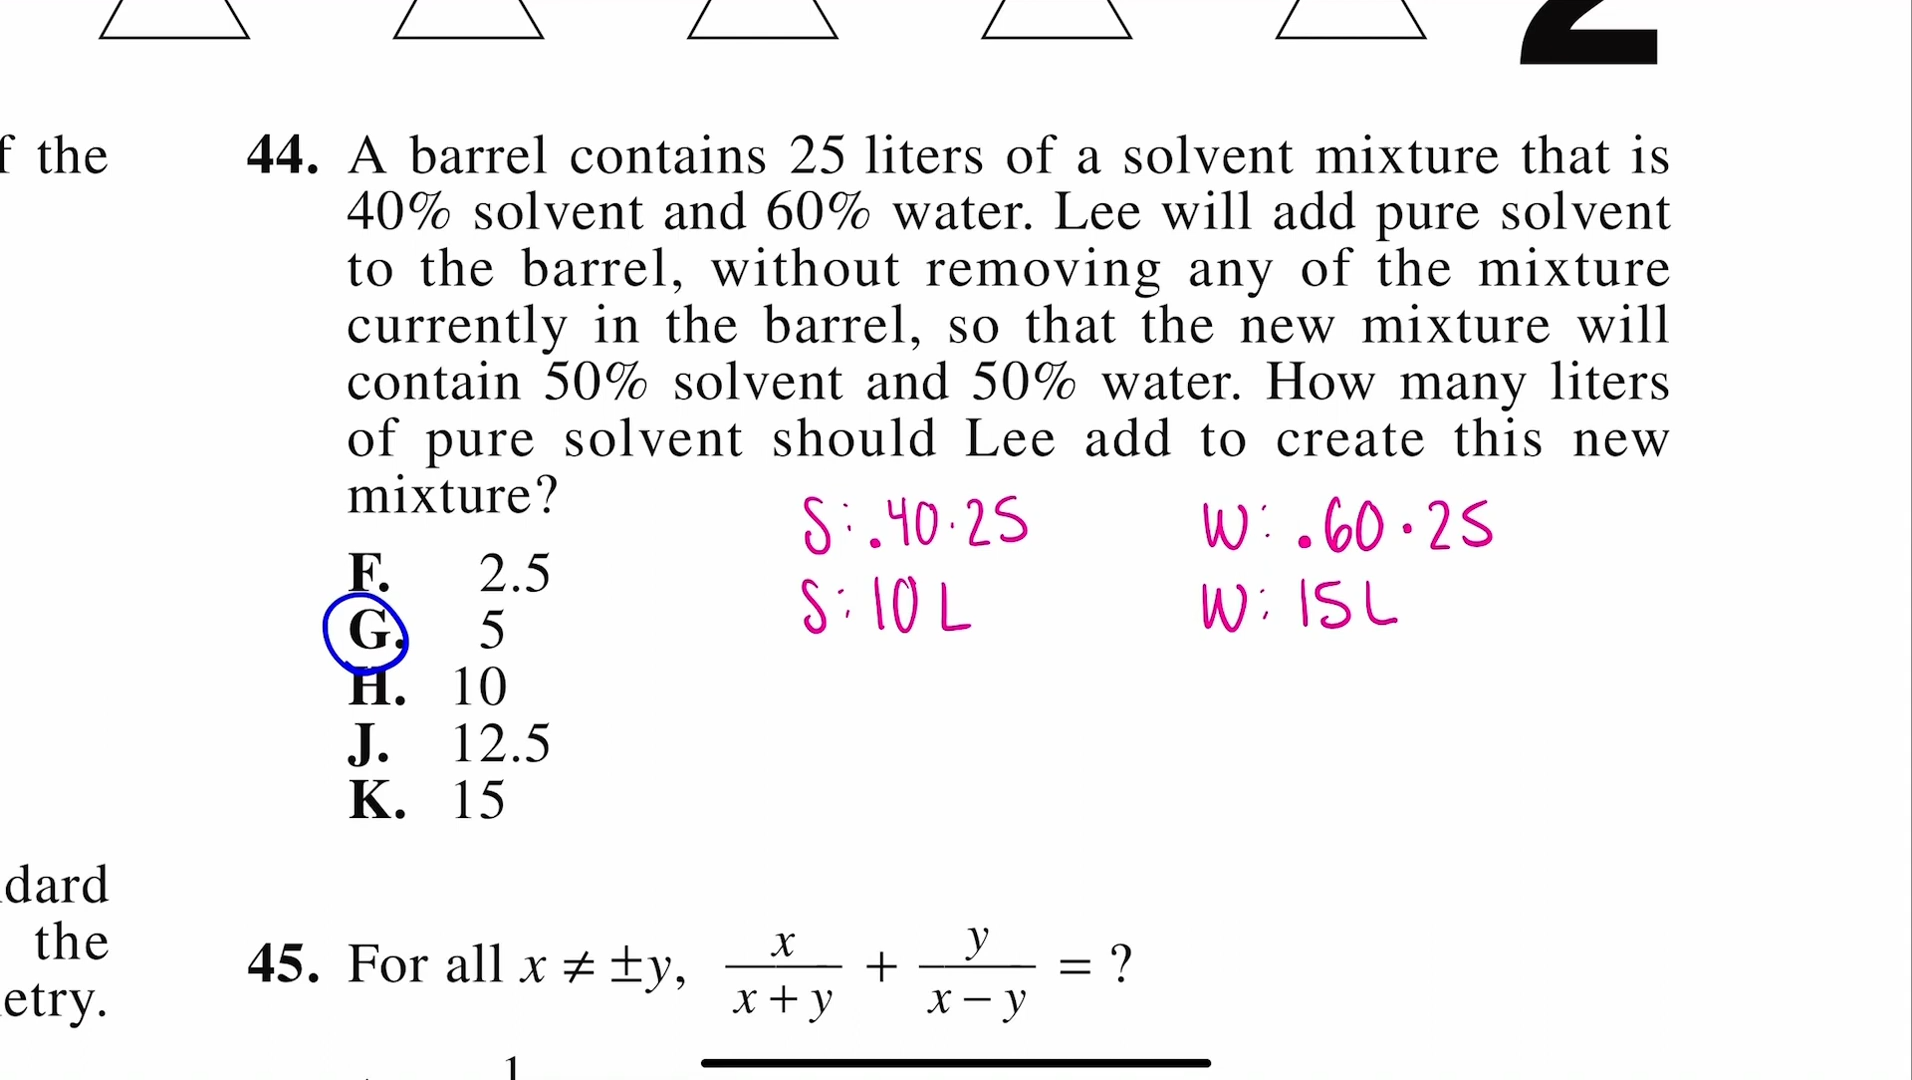 2
f the
44. A barrel contains 25 liters of a solvent mixture that is
40% solvent and 60% water. Lee will add pure solvent
to the barrel, without removing any of the mixture
currently in the barrel, so that the new mixture will
contain 50% solvent and 50% water. How many liters
of pure solvent should Lee add to create this new
mixture?
S: .40·25
W: .60·25
S: 10 L
W: 15 L
F. 2.5
G. 5
H. 10
J. 12.5
K. 15
dard
the
etry.
45. For all x ≠ ±y, x/(x + y) + y/(x − y) = ?
1